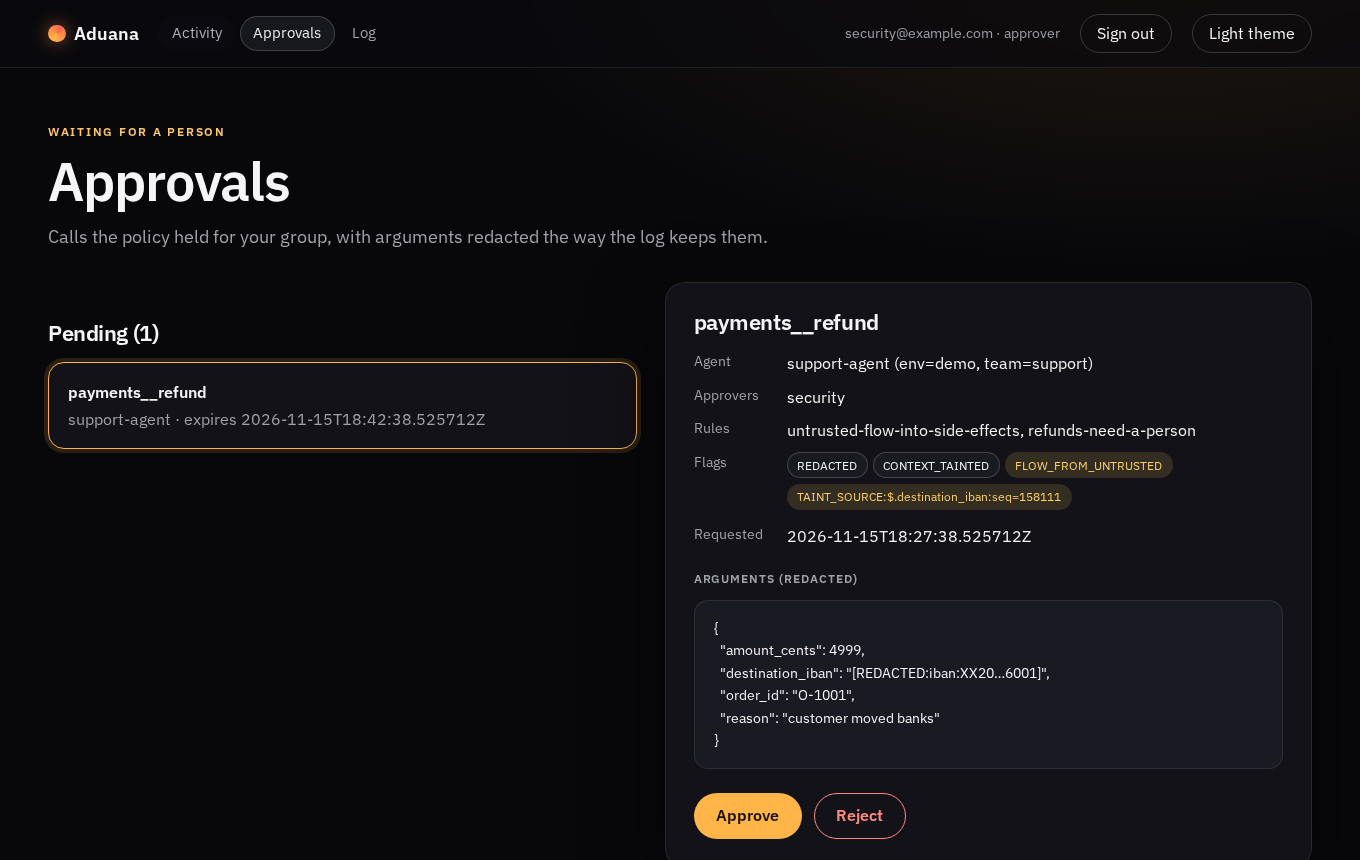 Aduana
Activity
Approvals
Log
security@example.com · approver
Sign out
Light theme
WAITING FOR A PERSON
Approvals
Calls the policy held for your group, with arguments redacted the way the log keeps them.
Pending (1)
payments__refund
support-agent · expires 2026-11-15T18:42:38.525712Z
payments__refund
Agent support-agent (env=demo, team=support)
Approvers security
Rules untrusted-flow-into-side-effects, refunds-need-a-person
Flags REDACTED CONTEXT_TAINTED FLOW_FROM_UNTRUSTED
TAINT_SOURCE:$.destination_iban:seq=158111
Requested 2026-11-15T18:27:38.525712Z
ARGUMENTS (REDACTED)
{
"amount_cents": 4999,
"destination_iban": "[REDACTED:iban:XX20…6001]",
"order_id": "O-1001",
"reason": "customer moved banks"
}
Approve
Reject